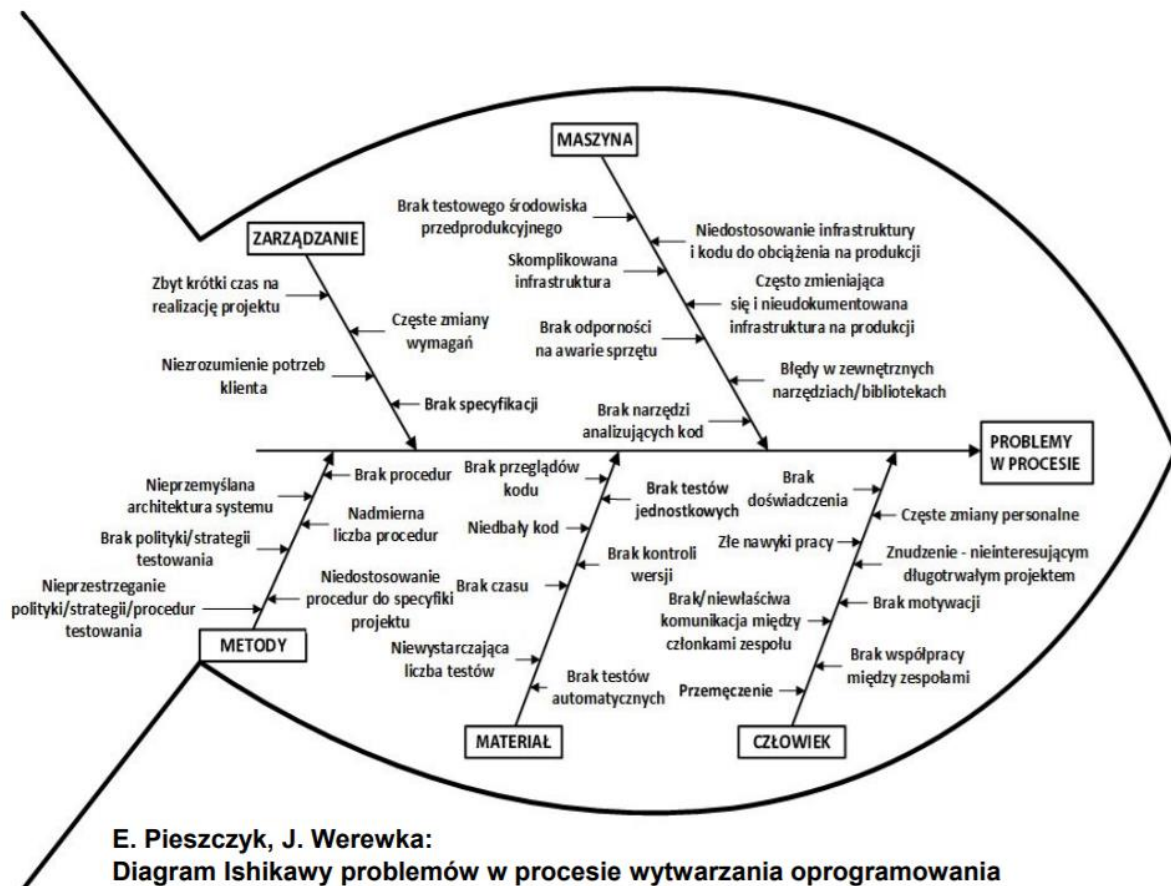 MASZYNA
Brak testowego środowiska
przedprodukcyjnego
Niedostosowanie infrastruktury
i kodu do obciążenia na produkcji
Skomplikowana
infrastruktura
Często zmieniająca
się i nieudokumentowana
infrastruktura na produkcji
Brak odporności
na awarie sprzętu
Błędy w zewnętrznych
narzędziach/bibliotekach
Brak narzędzi
analizujących kod
ZARZĄDZANIE
Zbyt krótki czas na
realizację projektu
Częste zmiany
wymagań
Niezrozumienie potrzeb
klienta
Brak specyfikacji
PROBLEMY
W PROCESIE
Brak procedur
Nieprzemyślana
architektura systemu
Nadmierna
liczba procedur
Brak polityki/strategii
testowania
Niedostosowanie
procedur do specyfiki
projektu
Nieprzestrzeganie
polityki/strategii/procedur
testowania
METODY
Brak przeglądów
kodu
Brak testów
jednostkowych
Niedbały kod
Brak kontroli
wersji
Brak czasu
Niewystarczająca
liczba testów
Brak testów
automatycznych
MATERIAŁ
Brak
doświadczenia
Częste zmiany personalne
Złe nawyki pracy
Znudzenie - nieinteresującym
długotrwałym projektem
Brak motywacji
Brak/niewłaściwa
komunikacja między
członkami zespołu
Brak współpracy
między zespołami
Przemęczenie
CZŁOWIEK
E. Pieszczyk, J. Werewka:
Diagram Ishikawy problemów w procesie wytwarzania oprogramowania